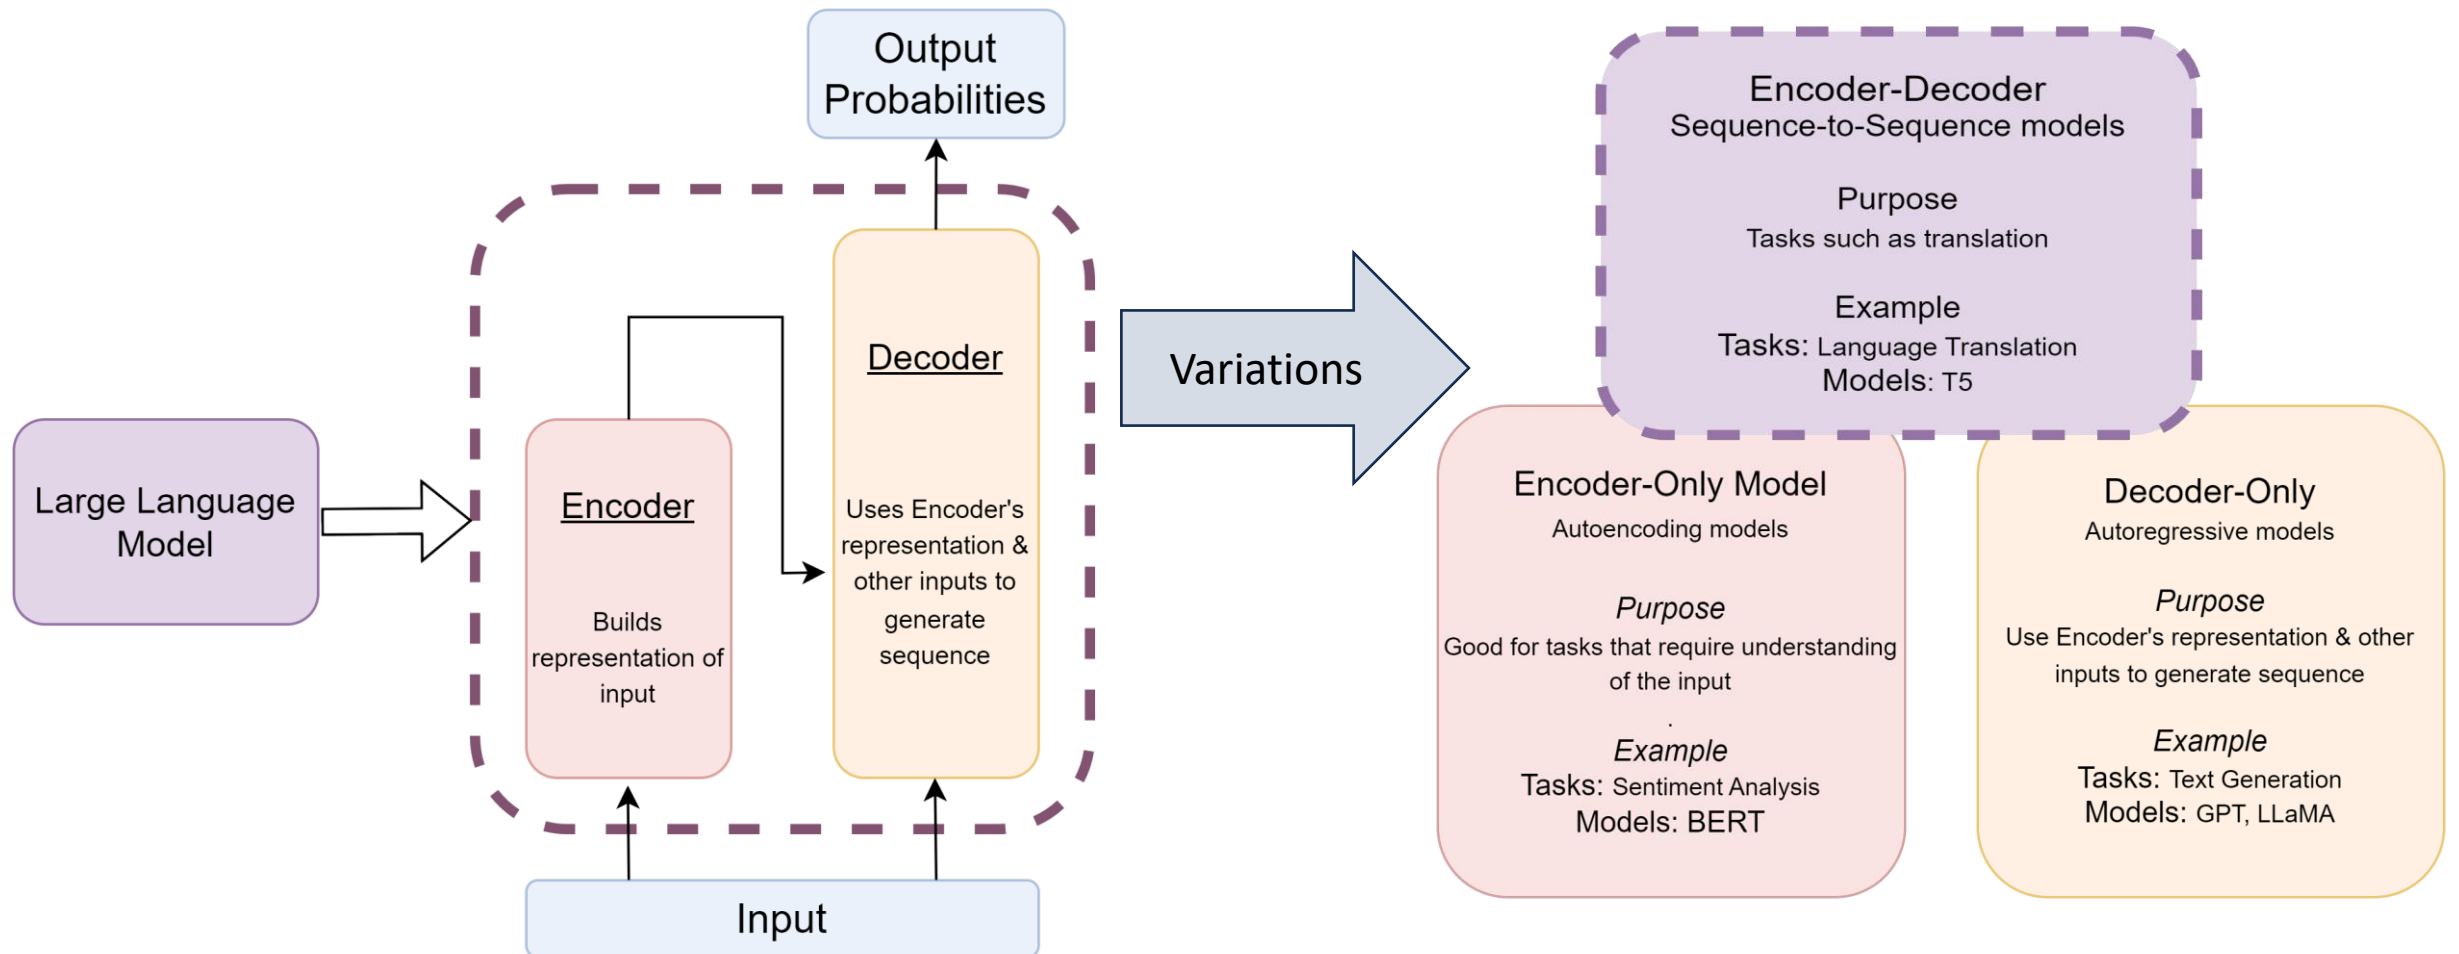 Large Language
Model
Output
Probabilities
Encoder
Builds
representation of
input
Decoder
Uses Encoder's
representation &
other inputs to
generate
sequence
Input
Variations
Encoder-Decoder
Sequence-to-Sequence models
Purpose
Tasks such as translation
Example
Tasks: Language Translation
Models: T5
Encoder-Only Model
Autoencoding models
Purpose
Good for tasks that require understanding
of the input
.
Example
Tasks: Sentiment Analysis
Models: BERT
Decoder-Only
Autoregressive models
Purpose
Use Encoder's representation & other
inputs to generate sequence
Example
Tasks: Text Generation
Models: GPT, LLaMA